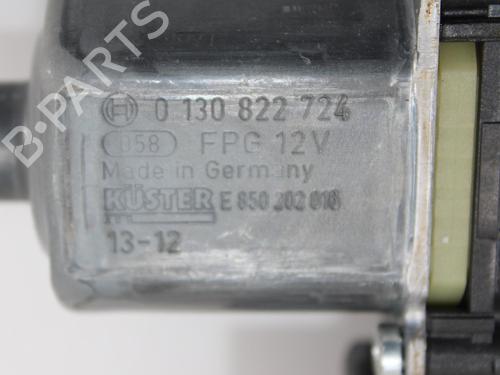 B-PARTS
0 130 822 724
058 FPG 12V
Made in Germany
KÜSTER E 850 202 018
13-12